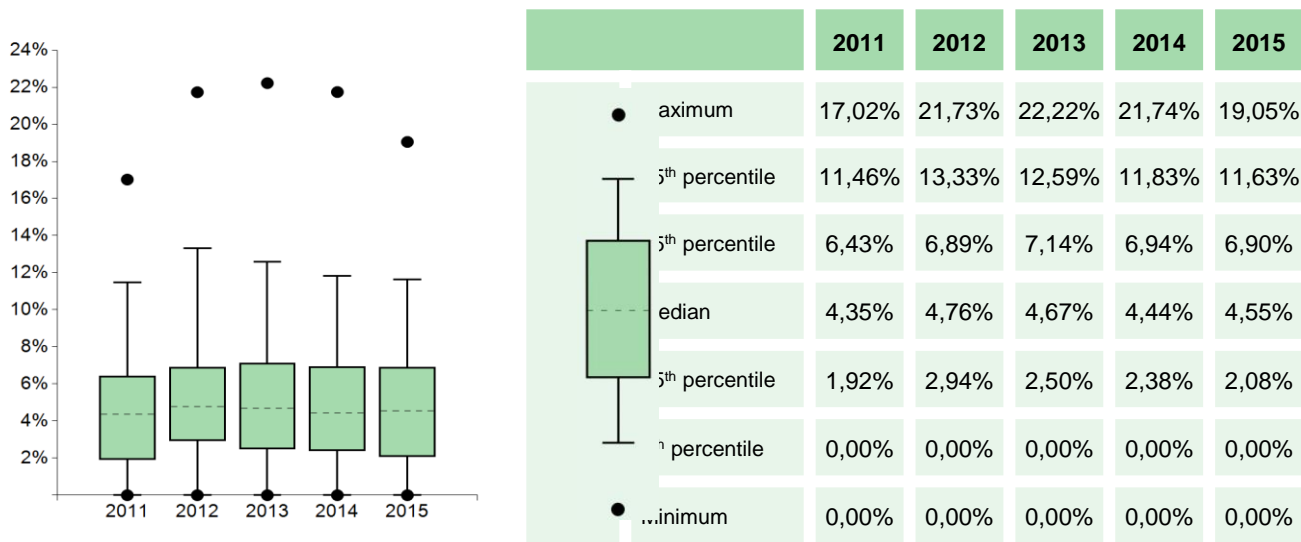 24%
22%
20%
18%
16%
14%
12%
10%
8%
6%
4%
2%
2011 2012 2013 2014 2015
2011 2012 2013 2014 2015
aximum 17,02% 21,73% 22,22% 21,74% 19,05%
5th percentile 11,46% 13,33% 12,59% 11,83% 11,63%
5th percentile 6,43% 6,89% 7,14% 6,94% 6,90%
edian 4,35% 4,76% 4,67% 4,44% 4,55%
5th percentile 1,92% 2,94% 2,50% 2,38% 2,08%
percentile 0,00% 0,00% 0,00% 0,00% 0,00%
Minimum 0,00% 0,00% 0,00% 0,00% 0,00%